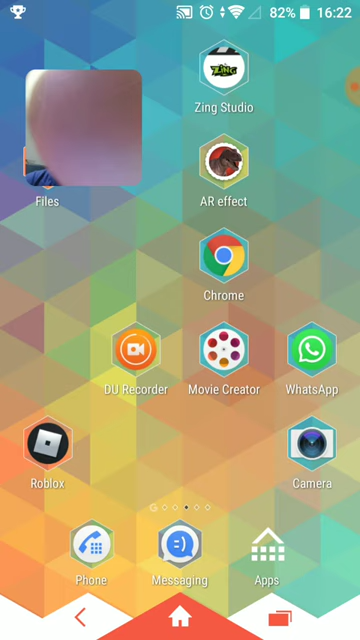 82% 16:22
ZiNG
Zing Studio
Files
AR effect
Chrome
DU Recorder
Movie Creator
WhatsApp
Roblox
Camera
G
Phone
Messaging
Apps